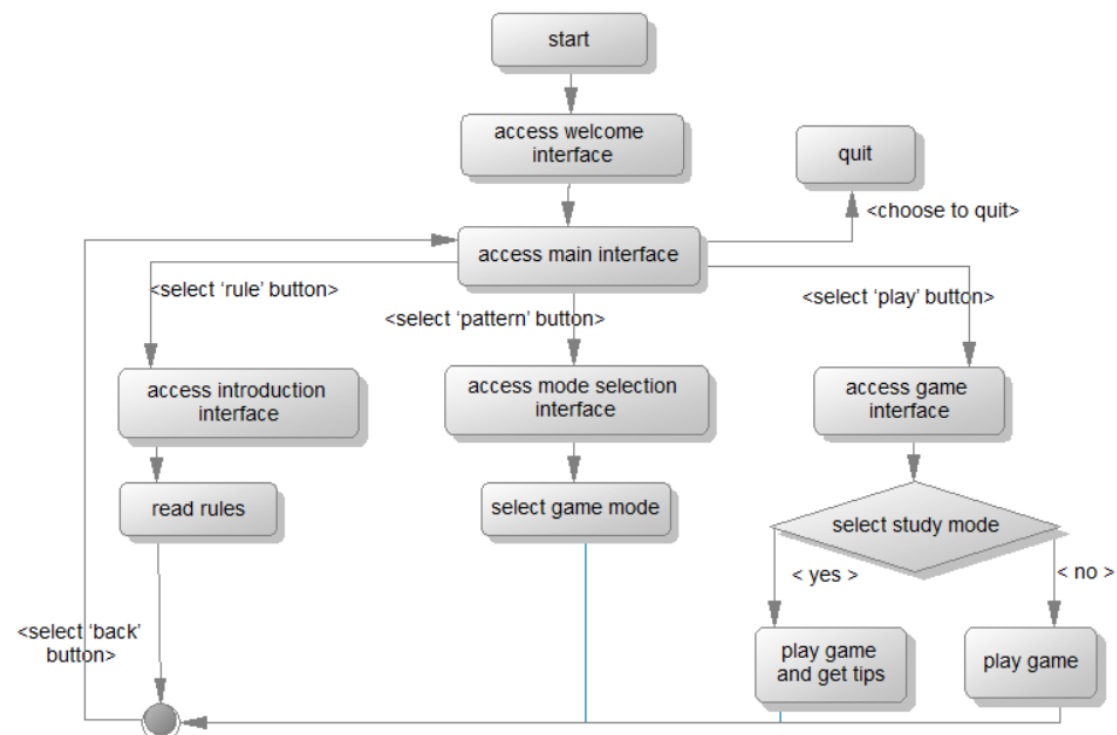 start
access welcome
interface
quit
<choose to quit>
access main interface
<select ‘rule’ button>
<select ‘pattern’ button>
<select ‘play’ button>
access introduction
interface
access mode selection
interface
access game
interface
read rules
select game mode
select study mode
< yes >
< no >
<select ‘back’
button>
play game
and get tips
play game